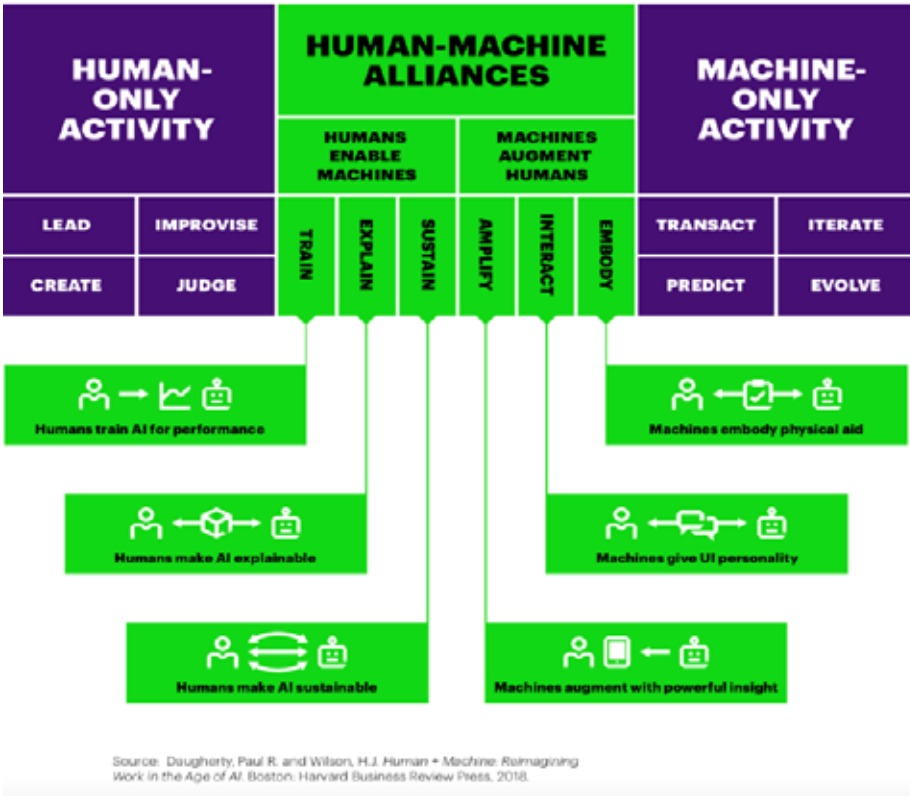 HUMAN-
ONLY
ACTIVITY
HUMAN-MACHINE
ALLIANCES
MACHINE-
ONLY
ACTIVITY
HUMANS
ENABLE
MACHINES
MACHINES
AUGMENT
HUMANS
LEAD
IMPROVISE
CREATE
JUDGE
TRAIN
EXPLAIN
SUSTAIN
AMPLIFY
INTERACT
EMBODY
TRANSACT
ITERATE
PREDICT
EVOLVE
Humans train AI for performance
Machines embody physical aid
Humans make AI explainable
Machines give UI personality
Humans make AI sustainable
Machines augment with powerful insight
Source: Daugherty, Paul R. and Wilson, H.J. Human + Machine: Reimagining
Work in the Age of AI. Boston: Harvard Business Review Press, 2018.